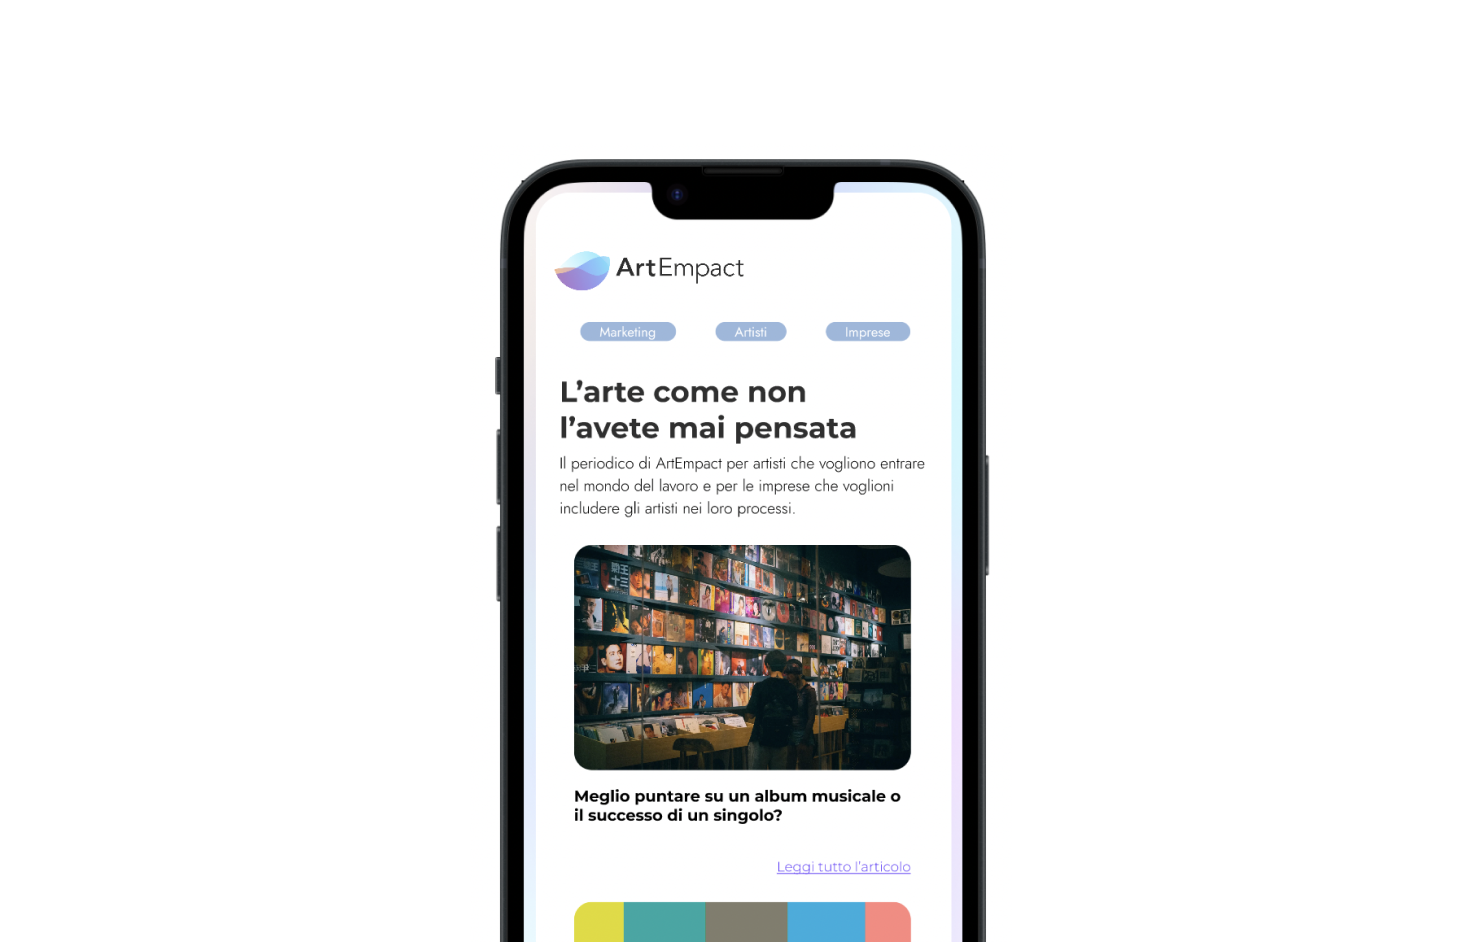 ArtEmpact
Marketing Artisti Imprese
L’arte come non
l’avete mai pensata
Il periodico di ArtEmpact per artisti che vogliono entrare
nel mondo del lavoro e per le imprese che voglioni
includere gli artisti nei loro processi.
Meglio puntare su un album musicale o
il successo di un singolo?
Leggi tutto l’articolo